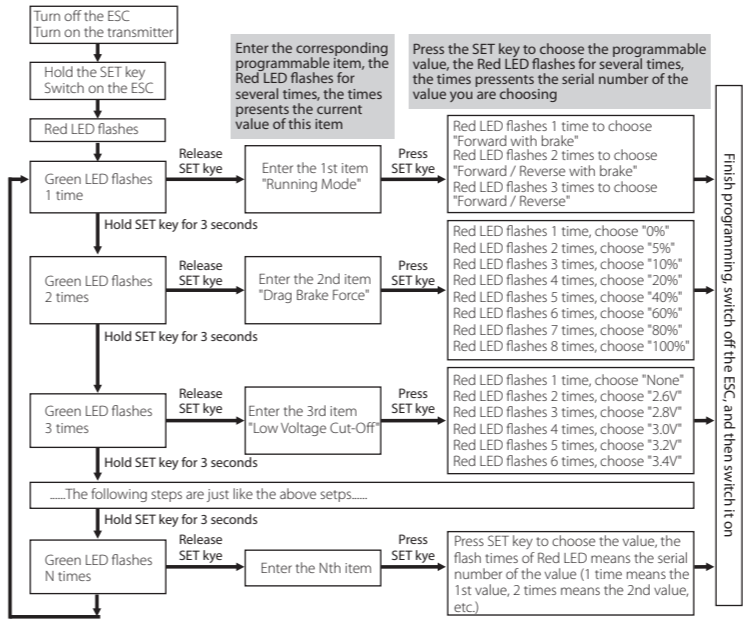 Turn off the ESC
Turn on the transmitter
Hold the SET key
Switch on the ESC
Red LED flashes
Enter the corresponding
programmable item, the
Red LED flashes for
several times, the times
presents the current
value of this item
Press the SET key to choose the programmable
value, the Red LED flashes for several times,
the times pressents the serial number of the
value you are choosing
Green LED flashes
1 time
Release
SET kye
Enter the 1st item
"Running Mode"
Press
SET kye
Red LED flashes 1 time to choose
"Forward with brake"
Red LED flashes 2 times to choose
"Forward / Reverse with brake"
Red LED flashes 3 times to choose
"Forward / Reverse"
Hold SET key for 3 seconds
Green LED flashes
2 times
Release
SET kye
Enter the 2nd item
"Drag Brake Force"
Press
SET kye
Red LED flashes 1 time, choose "0%"
Red LED flashes 2 times, choose "5%"
Red LED flashes 3 times, choose "10%"
Red LED flashes 4 times, choose "20%"
Red LED flashes 5 times, choose "40%"
Red LED flashes 6 times, choose "60%"
Red LED flashes 7 times, choose "80%"
Red LED flashes 8 times, choose "100%"
Hold SET key for 3 seconds
Green LED flashes
3 times
Release
SET kye
Enter the 3rd item
"Low Voltage Cut-Off"
Press
SET kye
Red LED flashes 1 time, choose "None"
Red LED flashes 2 times, choose "2.6V"
Red LED flashes 3 times, choose "2.8V"
Red LED flashes 4 times, choose "3.0V"
Red LED flashes 5 times, choose "3.2V"
Red LED flashes 6 times, choose "3.4V"
Hold SET key for 3 seconds
......The following steps are just like the above setps......
Hold SET key for 3 seconds
Green LED flashes
N times
Release
SET kye
Enter the Nth item
Press
SET kye
Press SET key to choose the value, the
flash times of Red LED means the serial
number of the value (1 time means the
1st value, 2 times means the 2nd value,
etc.)
Finish programming, switch off the ESC, and then switch it on